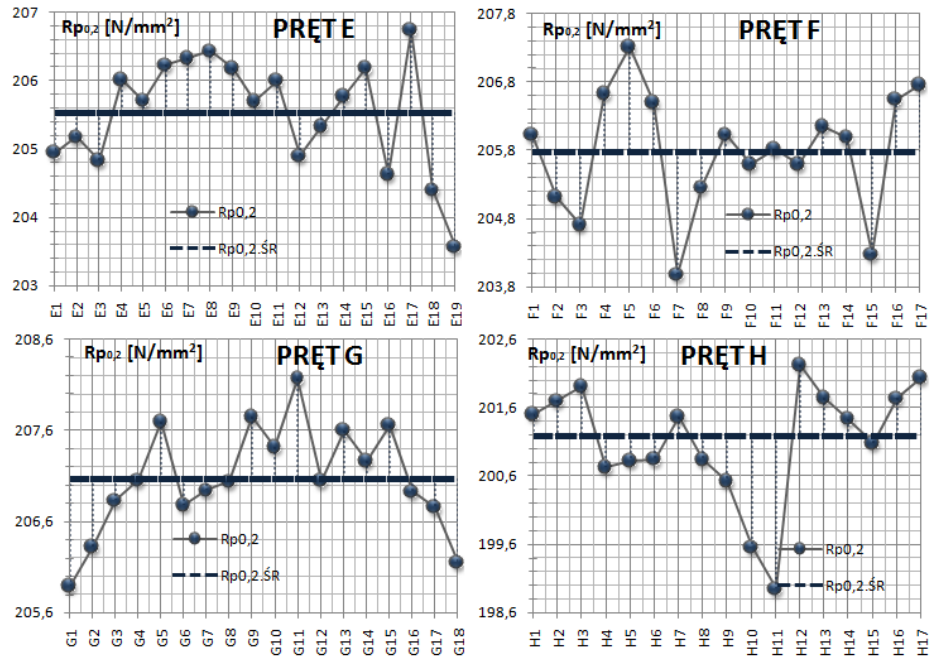 Rp0,2 [N/mm²] PRĘT E
207
206
205
204
203
Rp0,2
Rp0,2.ŚR
E1 E2 E3 E4 E5 E6 E7 E8 E9 E10 E11 E12 E13 E14 E15 E16 E17 E18 E19
Rp0,2 [N/mm²] PRĘT F
207,8
206,8
205,8
204,8
203,8
Rp0,2
Rp0,2.ŚR
F1 F2 F3 F4 F5 F6 F7 F8 F9 F10 F11 F12 F13 F14 F15 F16 F17
Rp0,2 [N/mm²] PRĘT G
208,6
207,6
206,6
205,6
Rp0,2
Rp0,2.ŚR
G1 G2 G3 G4 G5 G6 G7 G8 G9 G10 G11 G12 G13 G14 G15 G16 G17 G18
Rp0,2 [N/mm²] PRĘT H
202,6
201,6
200,6
199,6
198,6
Rp0,2
Rp0,2.ŚR
H1 H2 H3 H4 H5 H6 H7 H8 H9 H10 H11 H12 H13 H14 H15 H16 H17